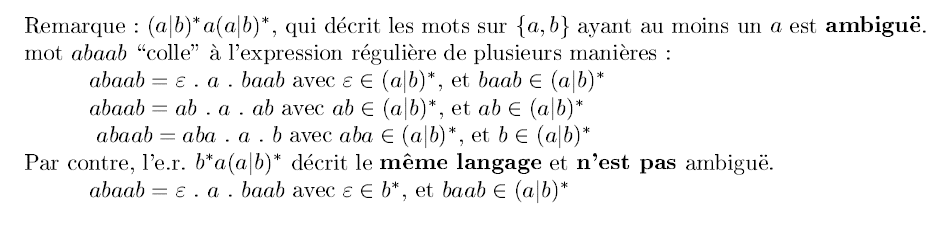 Remarque : (a|b)*a(a|b)*, qui décrit les mots sur {a, b} ayant au moins un a est ambiguë.
mot abaab “colle” à l’expression régulière de plusieurs manières :
abaab = ε . a . baab avec ε ∈ (a|b)*, et baab ∈ (a|b)*
abaab = ab . a . ab avec ab ∈ (a|b)*, et ab ∈ (a|b)*
abaab = aba . a . b avec aba ∈ (a|b)*, et b ∈ (a|b)*
Par contre, l’e.r. b*a(a|b)* décrit le même langage et n’est pas ambiguë.
abaab = ε . a . baab avec ε ∈ b*, et baab ∈ (a|b)*